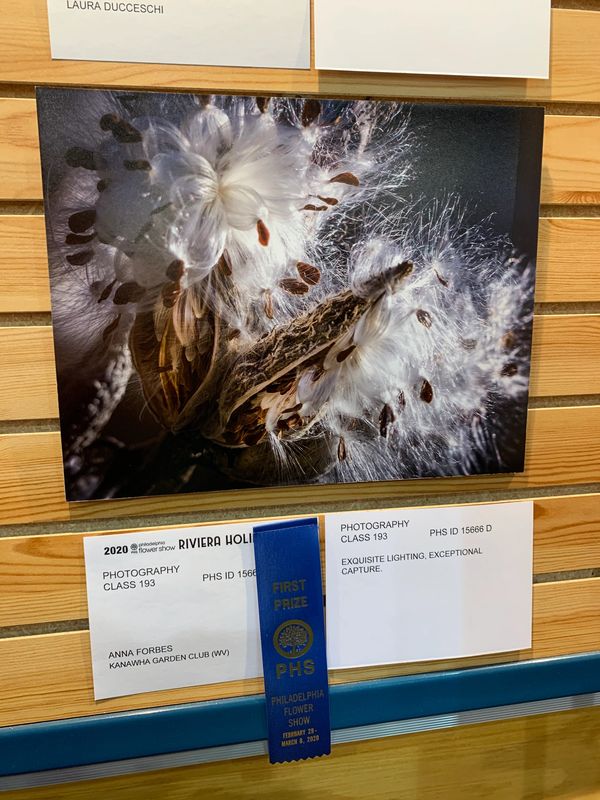 LAURA DUCCESCHI
2020 PHS philadelphia flower show RIVIERA HOLI
PHOTOGRAPHY PHS ID 1566
CLASS 193
ANNA FORBES
KANAWHA GARDEN CLUB (WV)
FIRST
PRIZE
PHS
PHILADELPHIA
FLOWER
SHOW
FEBRUARY 29-
MARCH 8, 2020
PHOTOGRAPHY PHS ID 15666 D
CLASS 193
EXQUISITE LIGHTING, EXCEPTIONAL
CAPTURE.